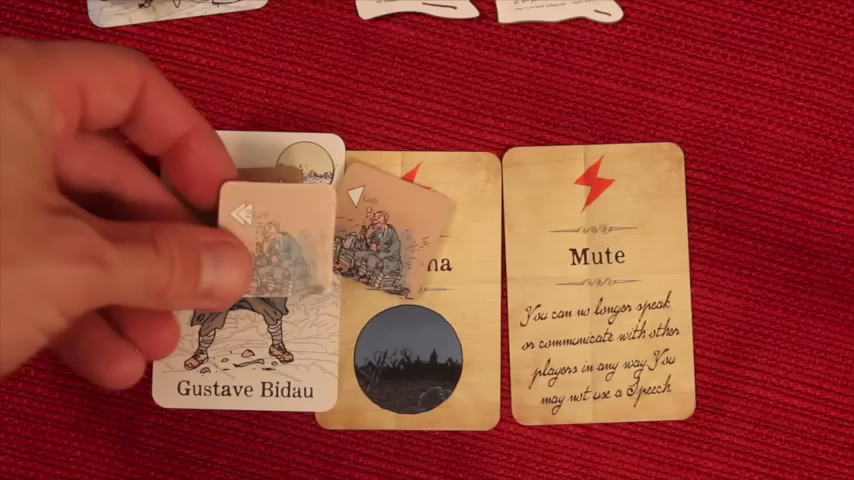 Gustave Bidau
Mute
You can no longer speak
or communicate with other
players in any way. You
may not use a Speech.